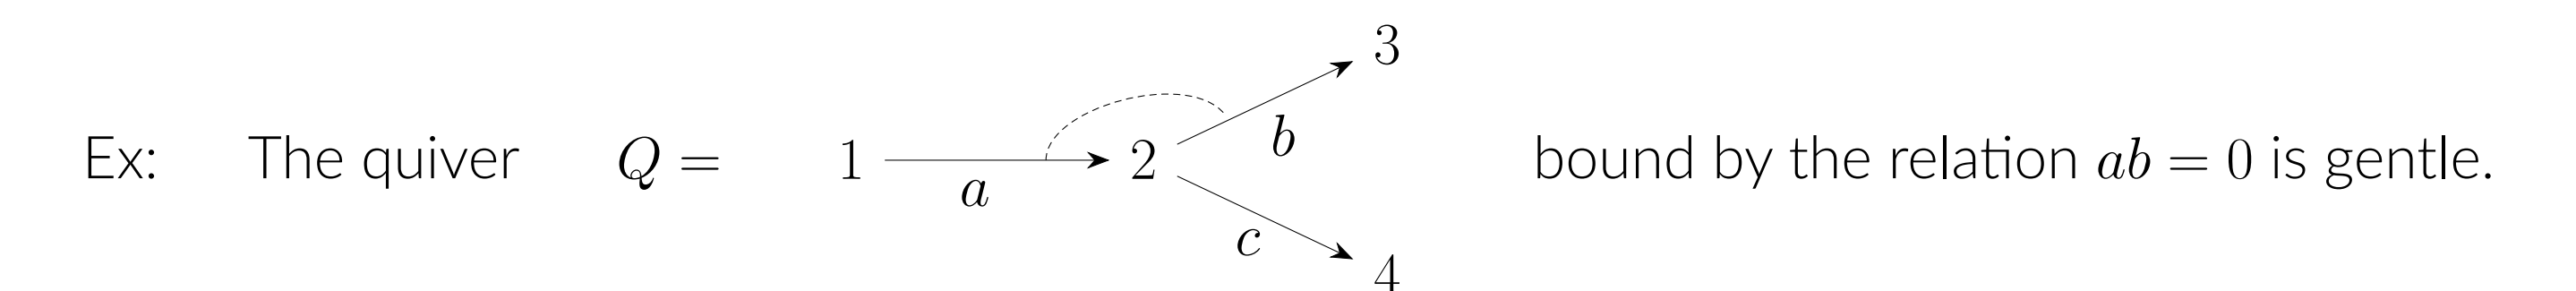 3
Ex: The quiver Q = 1 2 bound by the relation ab = 0 is gentle.
b
a
c
4